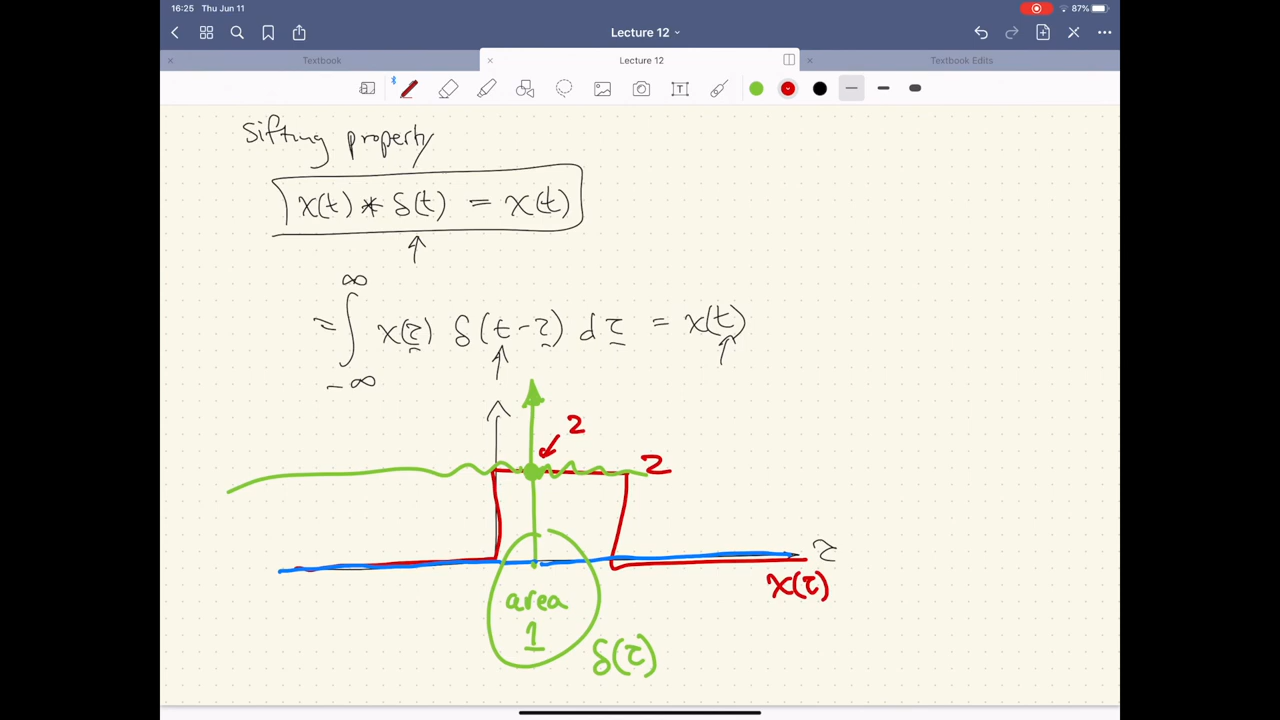 16:25 Thu Jun 11
87%
Lecture 12
Textbook
Lecture 12
Textbook Edits
T
Sifting property
x(t) * δ(t) = x(t)
= ∫_{-∞}^{∞} x(τ) δ(t-τ) dτ = x(t)
2
2
τ
x(τ)
area
1
δ(τ)